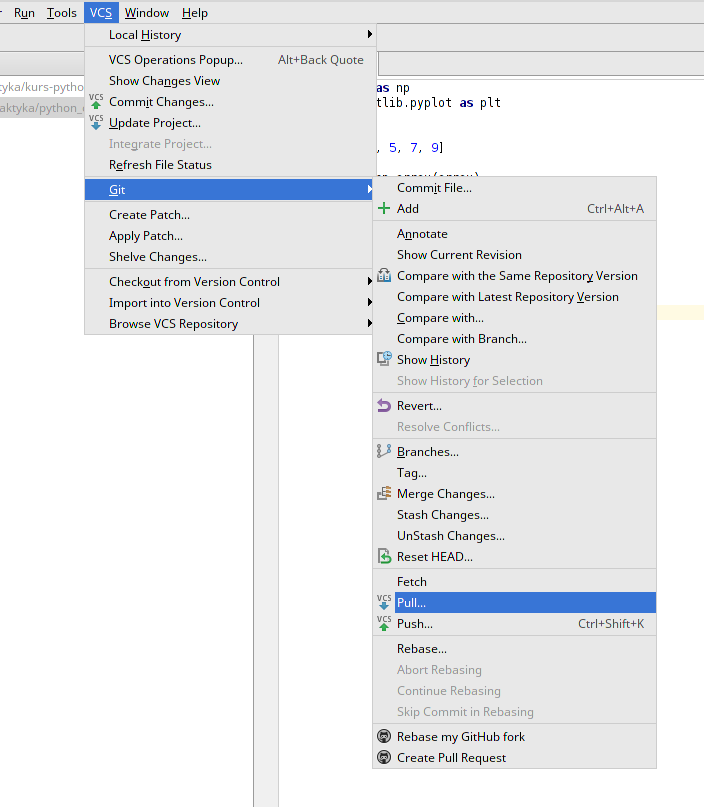 Run Tools VCS Window Help
Local History
VCS Operations Popup... Alt+Back Quote
Show Changes View
VCS Commit Changes...
VCS Update Project...
Integrate Project...
Refresh File Status
Git
Create Patch...
Apply Patch...
Shelve Changes...
Checkout from Version Control
Import into Version Control
Browse VCS Repository
tyka/kurs-pytho
aktyka/python_
as np
tlib.pyplot as plt
, 5, 7, 9]
Commit File...
Add Ctrl+Alt+A
Annotate
Show Current Revision
Compare with the Same Repository Version
Compare with Latest Repository Version
Compare with...
Compare with Branch...
Show History
Show History for Selection
Revert...
Resolve Conflicts...
Branches...
Tag...
Merge Changes...
Stash Changes...
UnStash Changes...
Reset HEAD...
Fetch
VCS Pull...
VCS Push... Ctrl+Shift+K
Rebase...
Abort Rebasing
Continue Rebasing
Skip Commit in Rebasing
Rebase my GitHub fork
Create Pull Request